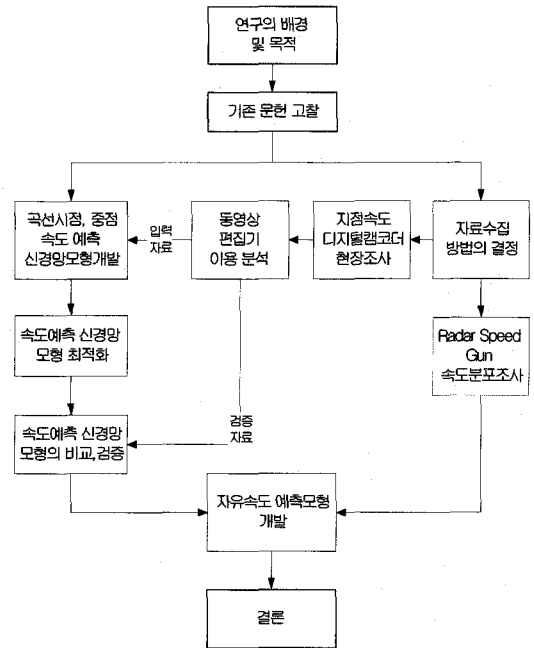 연구의 배경
및 목적
기존 문헌 고찰
곡선시점, 중점
속도 예측
신경망모형개발
입력
자료
동영상
편집기
이용 분석
지점속도
디지털캠코더
현장조사
자료수집
방법의 결정
속도예측 신경망
모형 최적화
Radar Speed
Gun
속도분포조사
속도예측 신경망
모형의 비교,검증
검증
자료
자유속도 예측모형
개발
결론